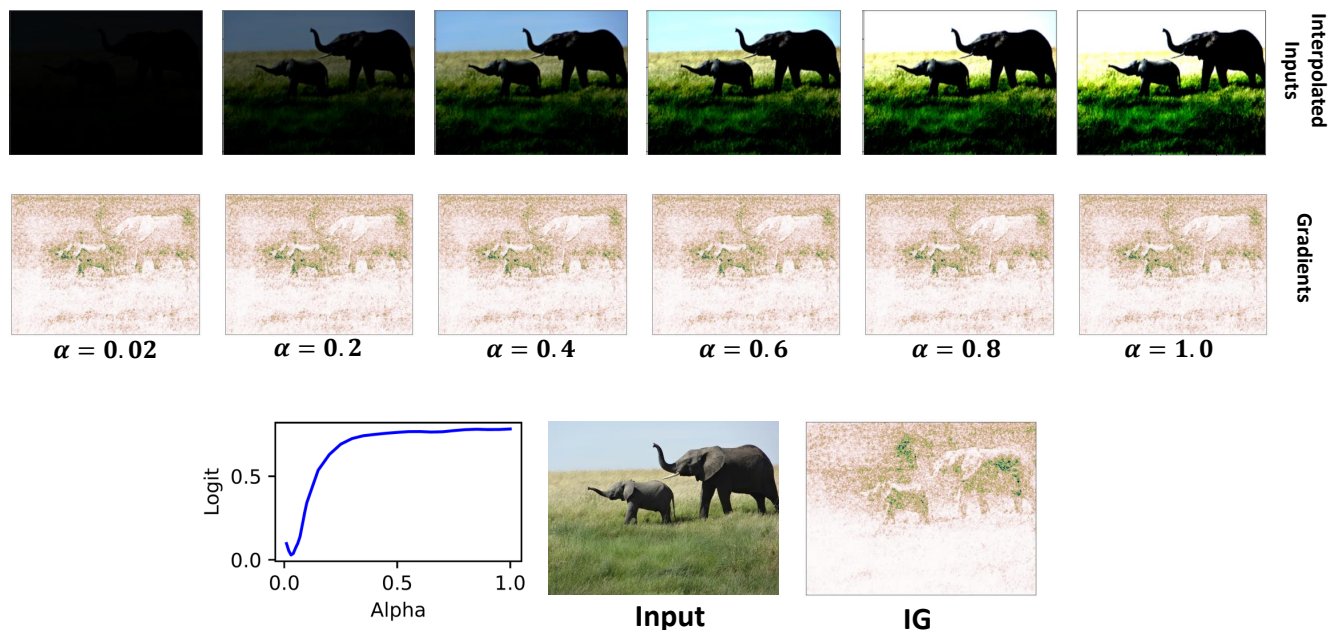 Interpolated
Inputs
Gradients
α = 0.02
α = 0.2
α = 0.4
α = 0.6
α = 0.8
α = 1.0
Logit
0.5
0.0
0.0
0.5
1.0
Alpha
Input
IG